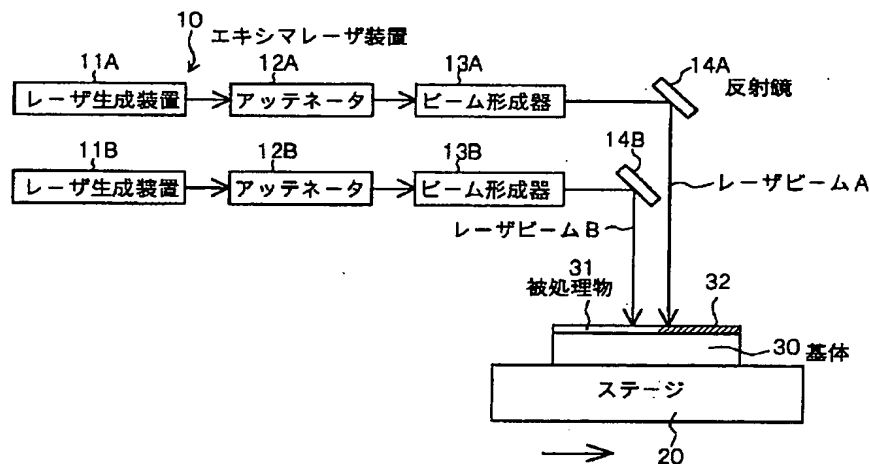 10 エキシマレーザ装置
11A 12A 13A 14A
反射鏡
レーザ生成装置 アッテネータ ビーム形成器
11B 12B 13B 14B
レーザ生成装置 アッテネータ ビーム形成器
レーザビームA
レーザビームB
31
被処理物
32
30 基体
ステージ
20